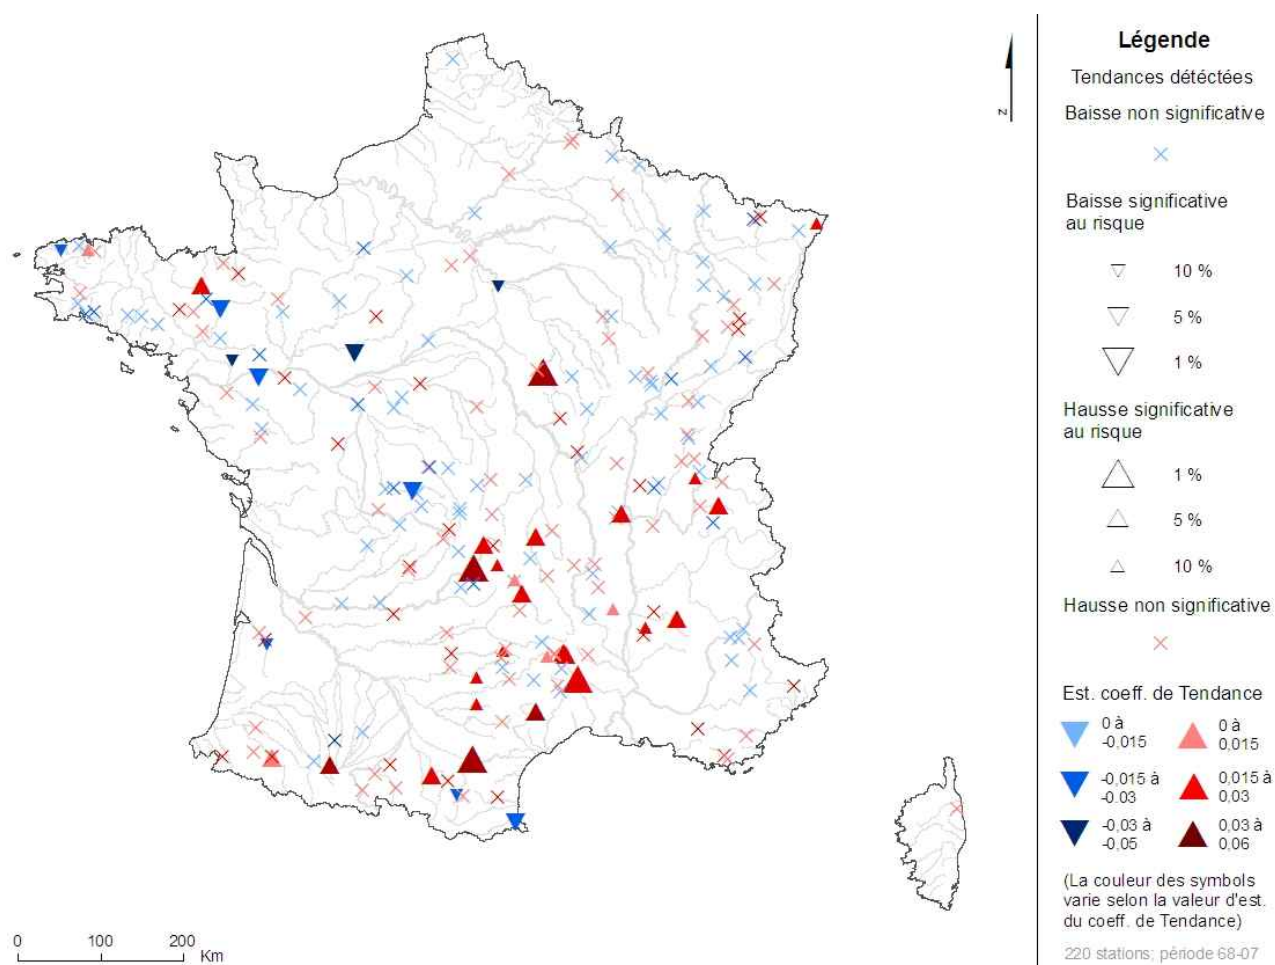 z
Légende
Tendances détéctées
Baisse non significative
Baisse significative
au risque
10 %
5 %
1 %
Hausse significative
au risque
1 %
5 %
10 %
Hausse non significative
Est. coeff. de Tendance
0 à
-0,015
0 à
0,015
-0,015 à
-0,03
0,015 à
0,03
-0,03 à
-0,05
0,03 à
0,06
(La couleur des symbols
varie selon la valeur d'est.
du coeff. de Tendance)
220 stations; période 68-07
0 100 200
Km